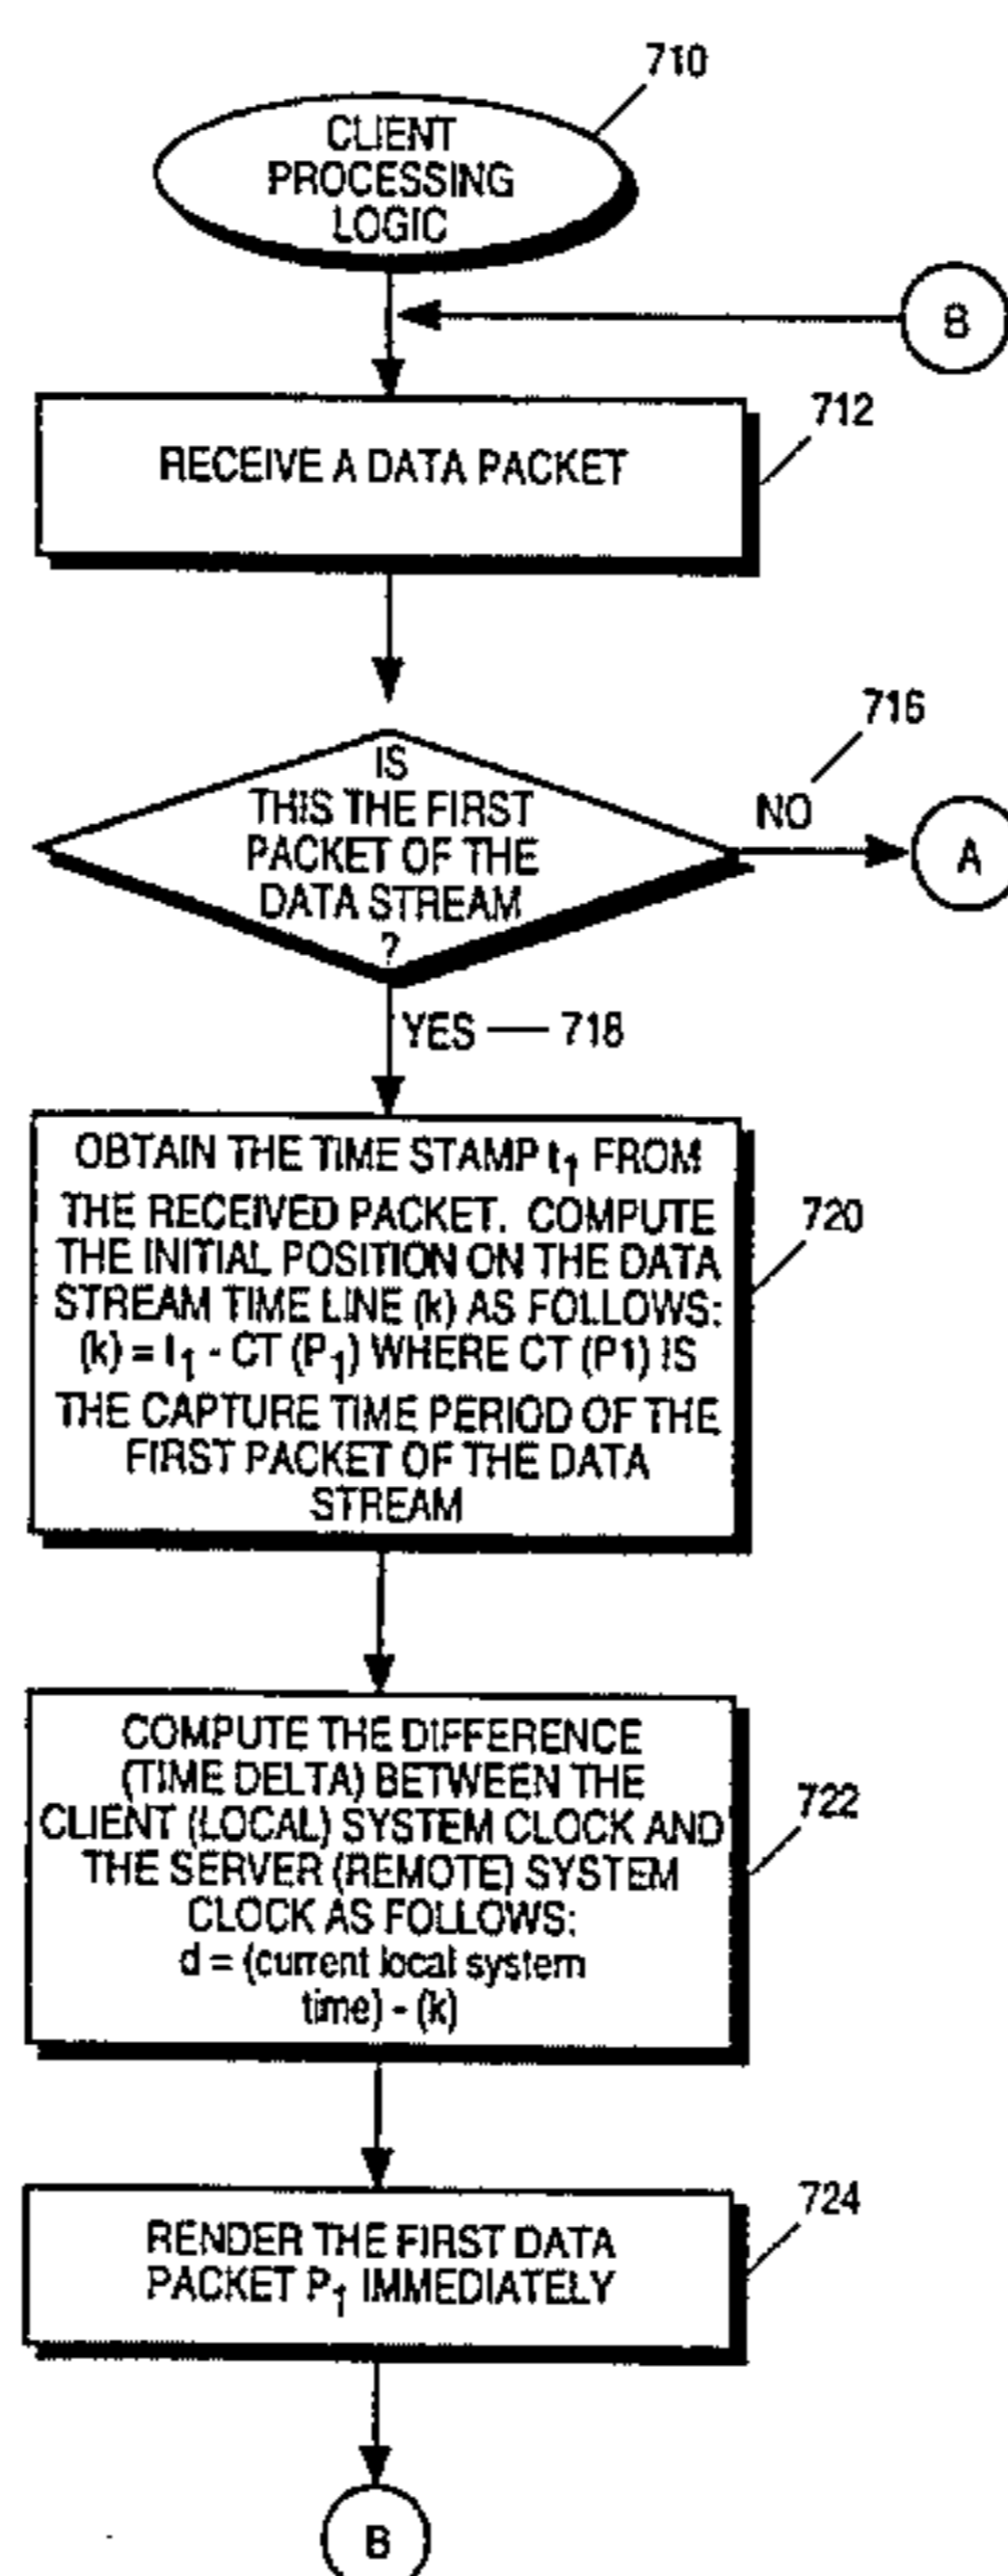 710
CLIENT
PROCESSING
LOGIC
B
712
RECEIVE A DATA PACKET
716
IS
THIS THE FIRST
PACKET OF THE
DATA STREAM
?
NO
A
YES — 718
OBTAIN THE TIME STAMP t1 FROM
THE RECEIVED PACKET. COMPUTE
THE INITIAL POSITION ON THE DATA
STREAM TIME LINE (k) AS FOLLOWS:
(k) = t1 - CT (P1) WHERE CT (P1) IS
THE CAPTURE TIME PERIOD OF THE
FIRST PACKET OF THE DATA
STREAM
720
COMPUTE THE DIFFERENCE
(TIME DELTA) BETWEEN THE
CLIENT (LOCAL) SYSTEM CLOCK AND
THE SERVER (REMOTE) SYSTEM
CLOCK AS FOLLOWS:
d = (current local system
time) - (k)
722
724
RENDER THE FIRST DATA
PACKET P1 IMMEDIATELY
B